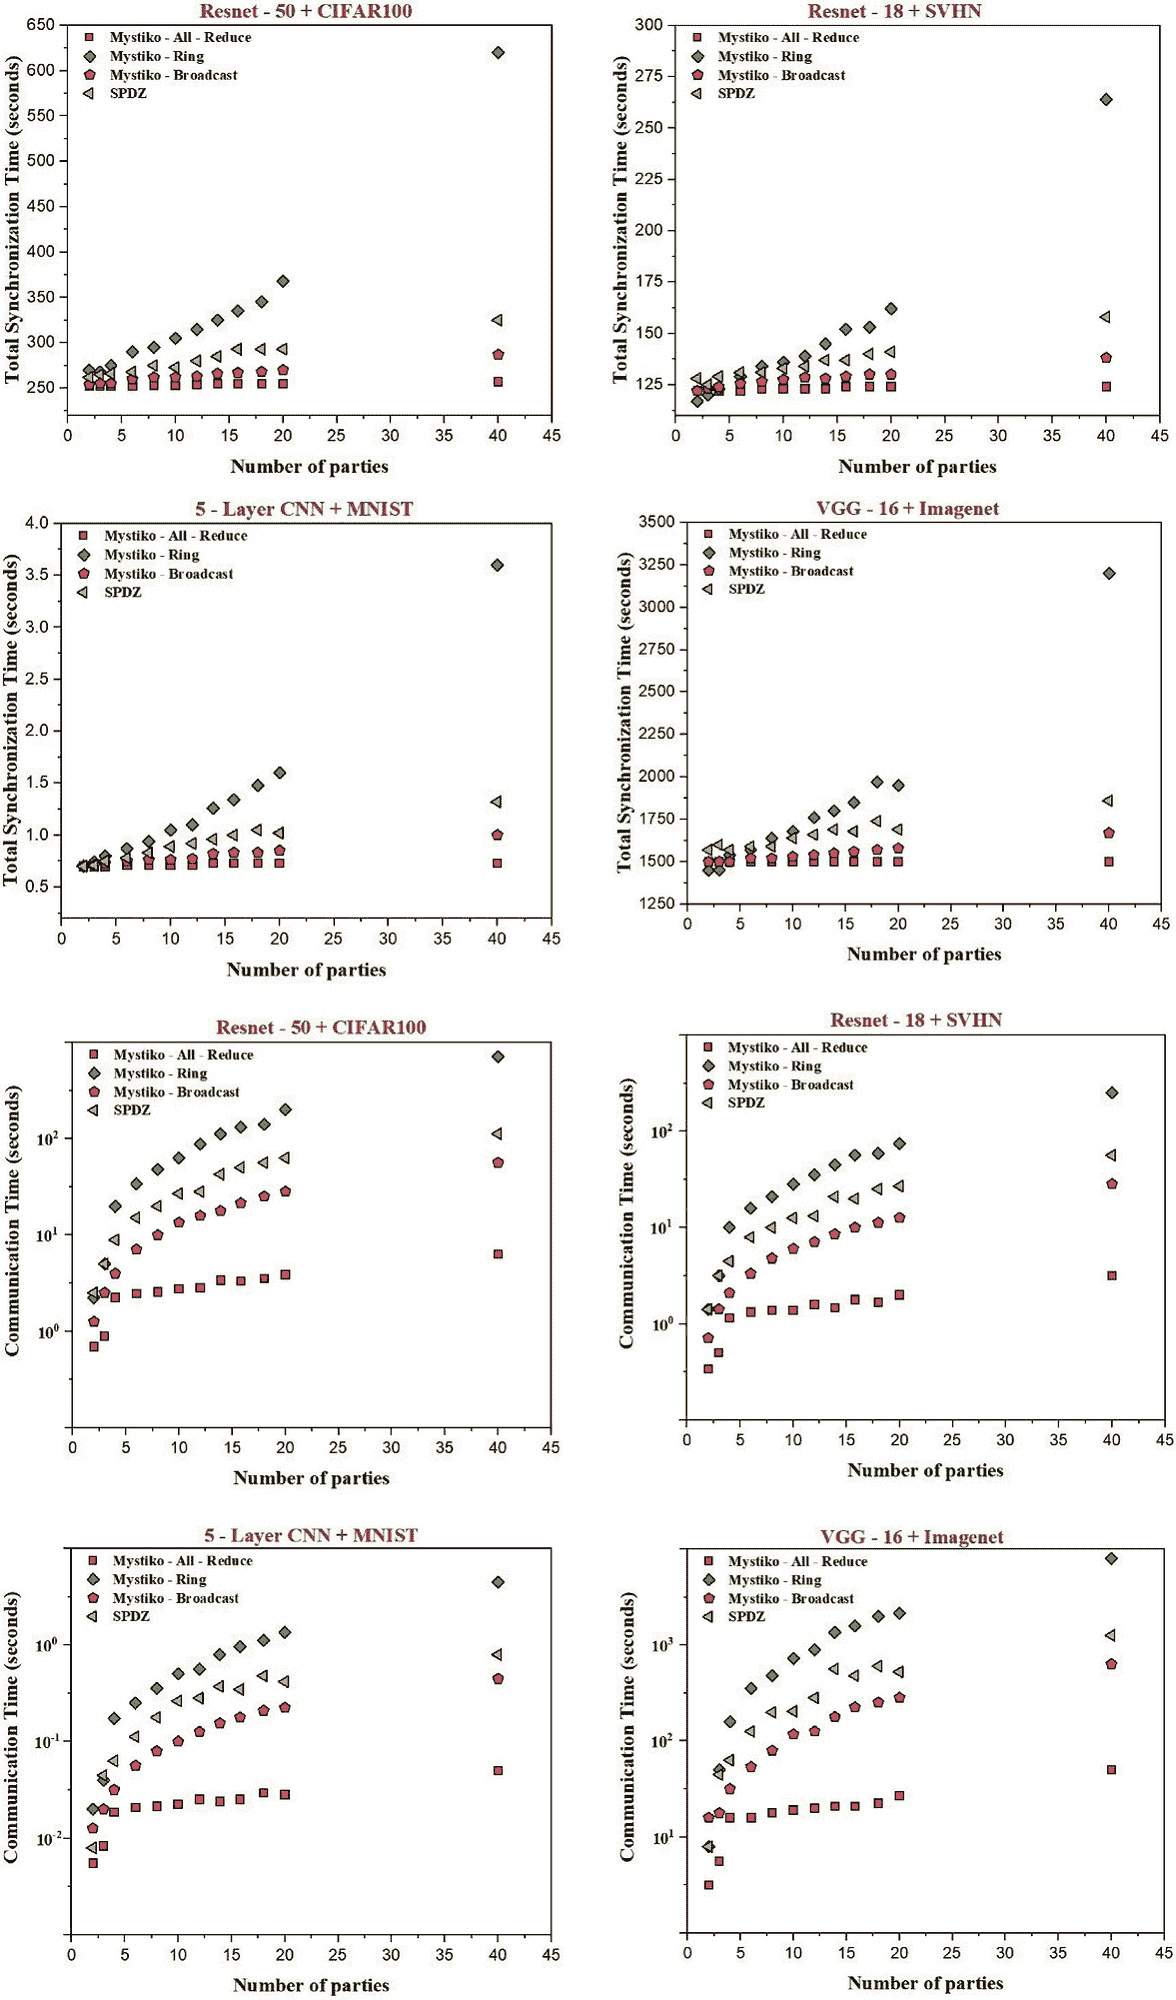 Resnet - 50 + CIFAR100
Mystiko - All - Reduce
Mystiko - Ring
Mystiko - Broadcast
SPDZ
Total Synchronization Time (seconds)
650
600
550
500
450
400
350
300
250
0 5 10 15 20 25 30 35 40 45
Number of parties
Resnet - 18 + SVHN
Mystiko - All - Reduce
Mystiko - Ring
Mystiko - Broadcast
SPDZ
Total Synchronization Time (seconds)
300
275
250
225
200
175
150
125
0 5 10 15 20 25 30 35 40 45
Number of parties
5 - Layer CNN + MNIST
Mystiko - All - Reduce
Mystiko - Ring
Mystiko - Broadcast
SPDZ
Total Synchronization Time (seconds)
4.0
3.5
3.0
2.5
2.0
1.5
1.0
0.5
0 5 10 15 20 25 30 35 40 45
Number of parties
VGG - 16 + Imagenet
Mystiko - All - Reduce
Mystiko - Ring
Mystiko - Broadcast
SPDZ
Total Synchronization Time (seconds)
3500
3250
3000
2750
2500
2250
2000
1750
1500
1250
0 5 10 15 20 25 30 35 40 45
Number of parties
Resnet - 50 + CIFAR100
Mystiko - All - Reduce
Mystiko - Ring
Mystiko - Broadcast
SPDZ
Communication Time (seconds)
10²
10¹
10⁰
0 5 10 15 20 25 30 35 40 45
Number of parties
Resnet - 18 + SVHN
Mystiko - All - Reduce
Mystiko - Ring
Mystiko - Broadcast
SPDZ
Communication Time (seconds)
10²
10¹
10⁰
0 5 10 15 20 25 30 35 40 45
Number of parties
5 - Layer CNN + MNIST
Mystiko - All - Reduce
Mystiko - Ring
Mystiko - Broadcast
SPDZ
Communication Time (seconds)
10⁰
10⁻¹
10⁻²
0 5 10 15 20 25 30 35 40 45
Number of parties
VGG - 16 + Imagenet
Mystiko - All - Reduce
Mystiko - Ring
Mystiko - Broadcast
SPDZ
Communication Time (seconds)
10³
10²
10¹
0 5 10 15 20 25 30 35 40 45
Number of parties